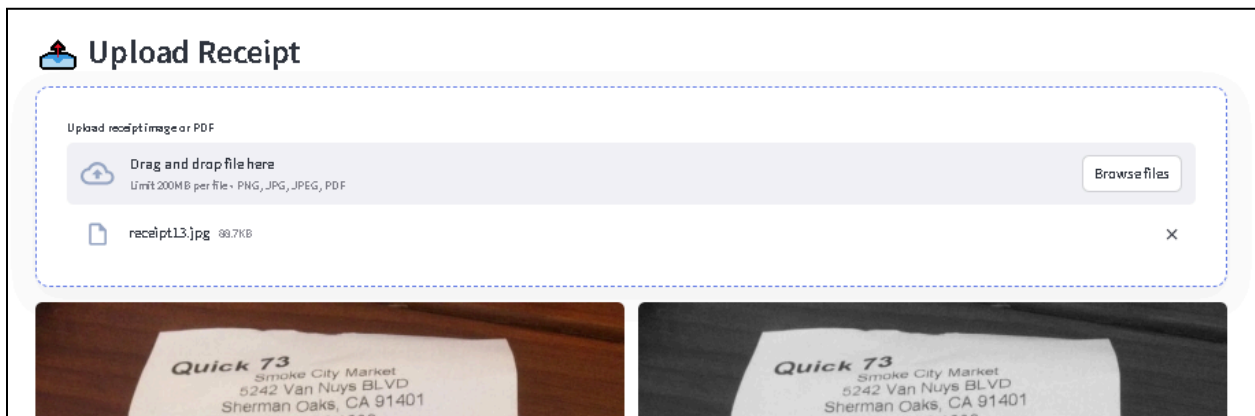 Upload Receipt
Upload receipt image or PDF
Drag and drop file here
Limit 200MB per file • PNG, JPG, JPEG, PDF
Browse files
receipt13.jpg 88.7KB
Quick 73
Smoke City Market
5242 Van Nuys BLVD
Sherman Oaks, CA 91401
Quick 73
Smoke City Market
5242 Van Nuys BLVD
Sherman Oaks, CA 91401